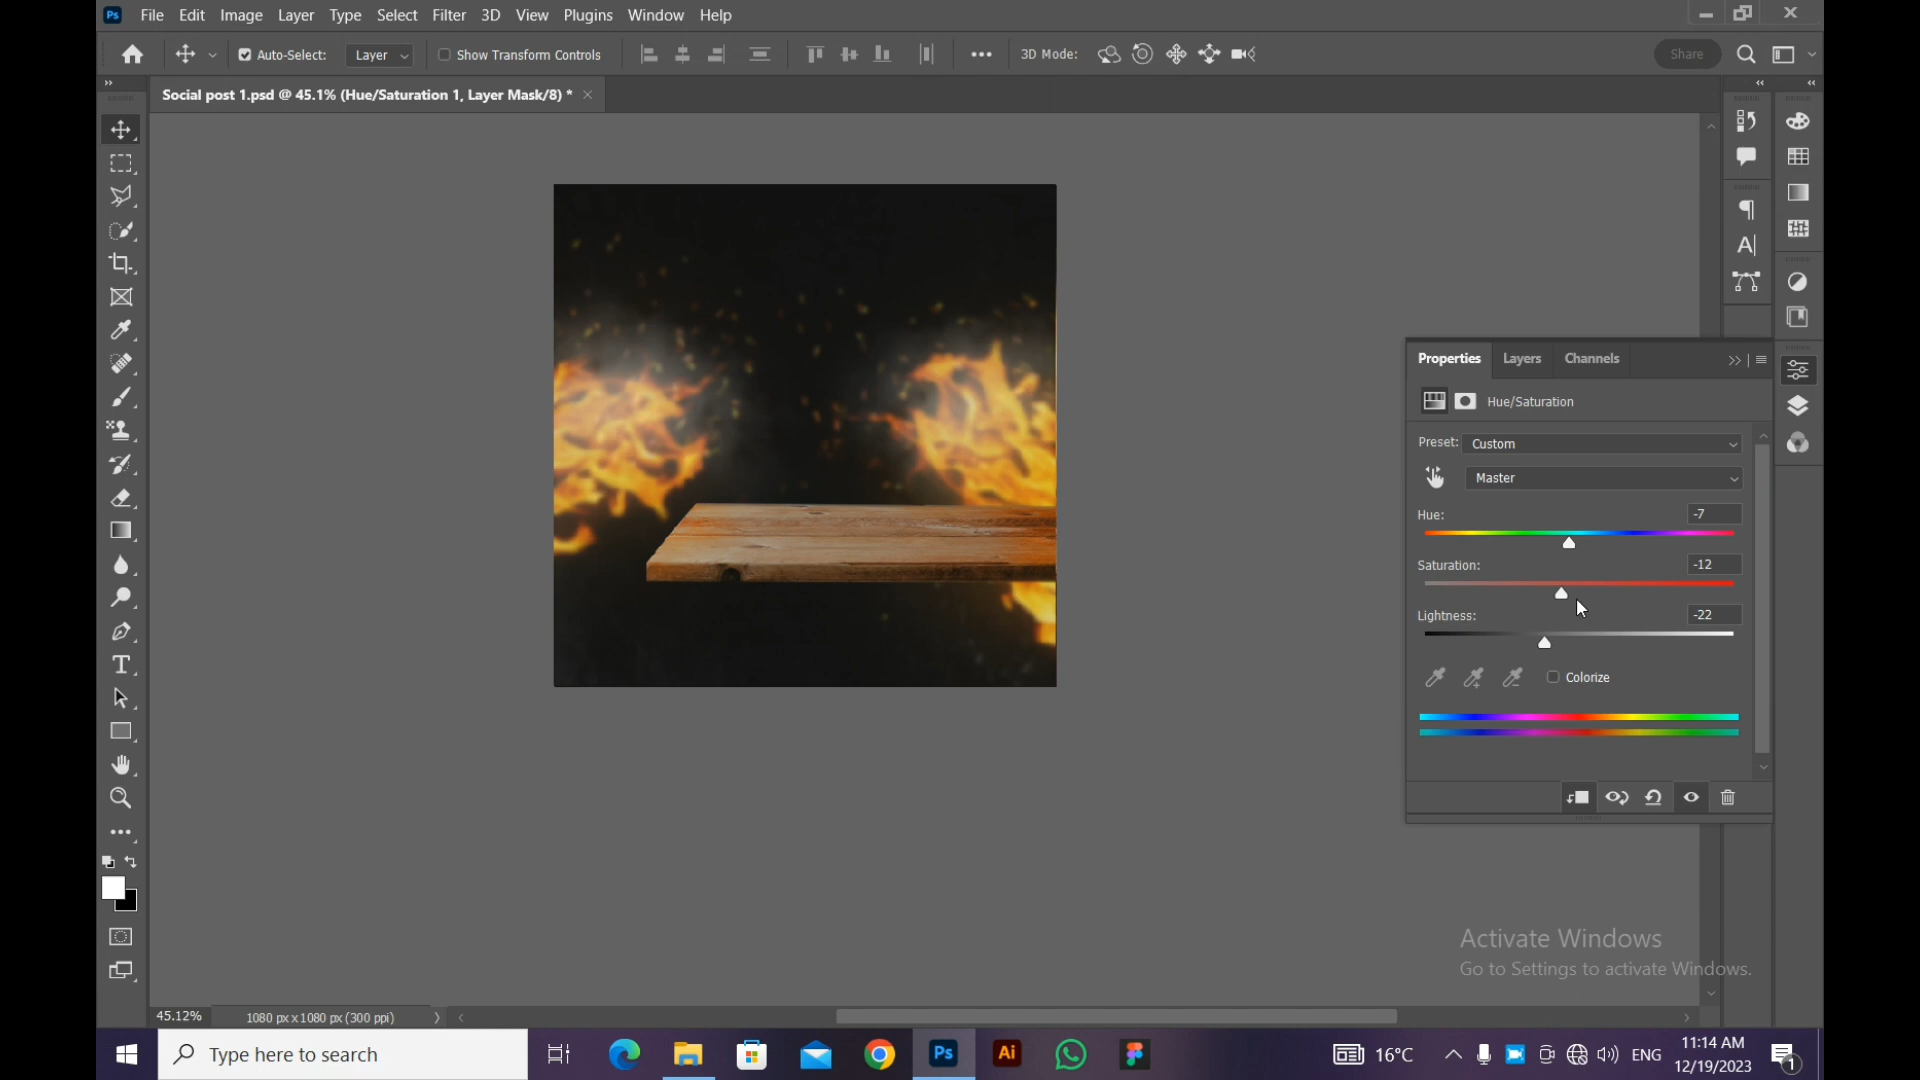 Ps File Edit Image Layer Type Select Filter 3D View Plugins Window Help
Auto-Select: Layer Show Transform Controls 3D Mode: Share
Social post 1.psd @ 45.1% (Hue/Saturation 1, Layer Mask/8) *
Properties Layers Channels
Hue/Saturation
Preset: Custom
Master
Hue: -7
Saturation: -12
Lightness: -22
Colorize
Activate Windows
Go to Settings to activate Windows.
45.12% 1080 px x 1080 px (300 ppi)
Type here to search
Ps
Ai
16°C
ENG
11:14 AM
12/19/2023
1